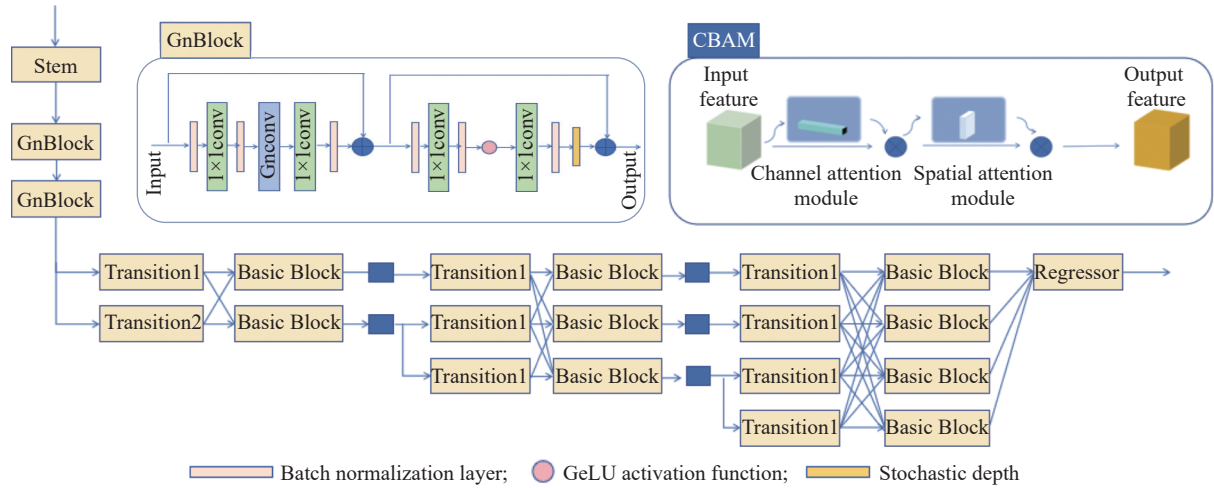 Stem
GnBlock
GnBlock
GnBlock
Input
1×1conv
Gnconv
1×1conv
1×1conv
1×1conv
Output
CBAM
Input
feature
Channel attention
module
Spatial attention
module
Output
feature
Transition1
Basic Block
Transition1
Basic Block
Transition1
Basic Block
Regressor
Transition2
Basic Block
Transition1
Basic Block
Transition1
Basic Block
Transition1
Basic Block
Transition1
Basic Block
Transition1
Basic Block
Batch normalization layer; GeLU activation function; Stochastic depth